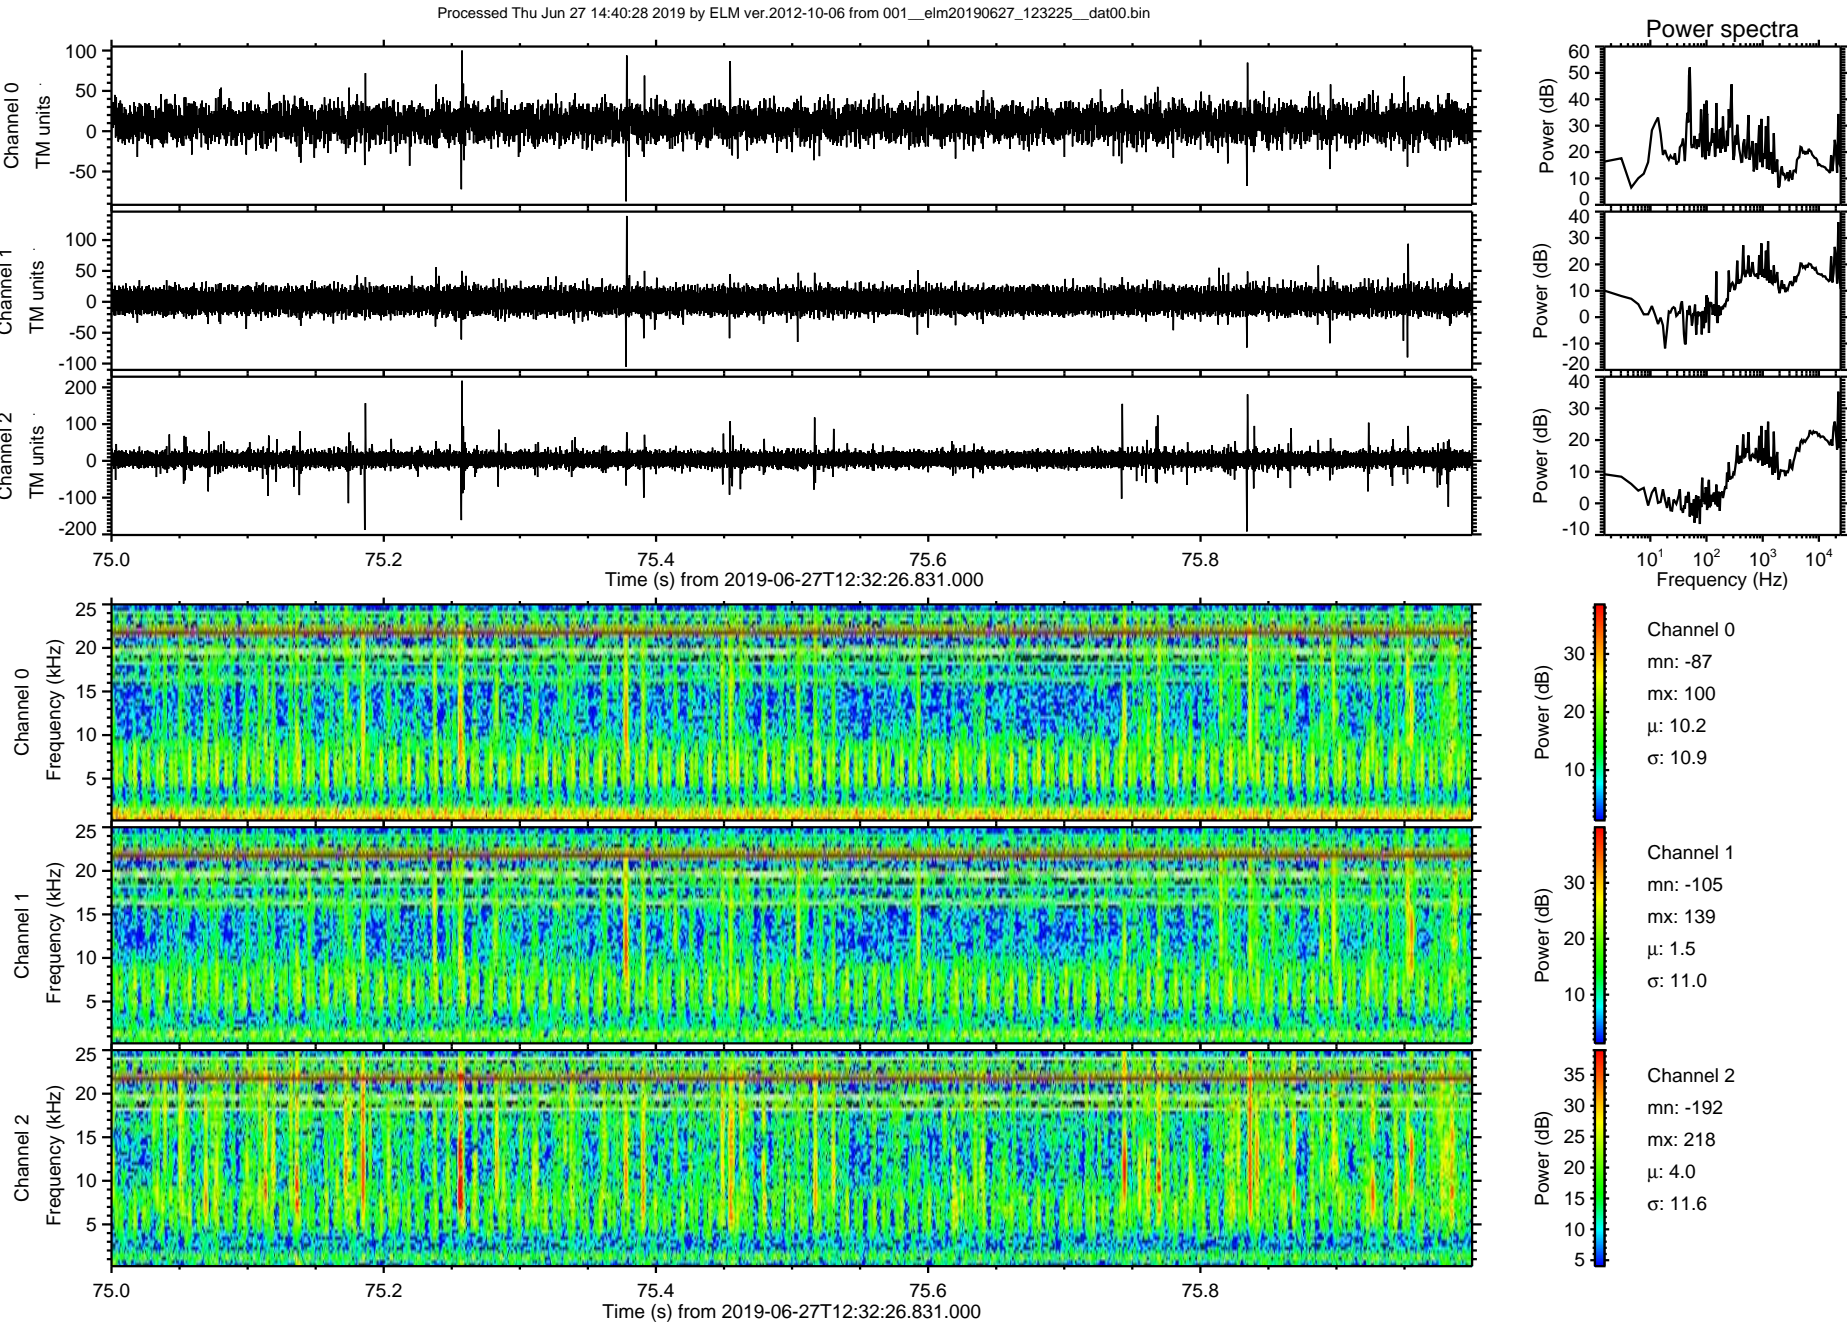 Processed Thu Jun 27 14:40:28 2019 by ELM ver.2012-10-06 from 001__elm20190627_123225__dat00.bin
Power spectra
Channel 0
TM units
100
50
0
-50
Power (dB)
60
50
40
30
20
10
0
Channel 1
TM units
100
50
0
-50
-100
Power (dB)
40
30
20
10
0
-10
-20
Channel 2
TM units
200
100
0
-100
-200
Power (dB)
40
30
20
10
0
-10
75.0 75.2 75.4 75.6 75.8
Time (s) from 2019-06-27T12:32:26.831.000
10¹ 10² 10³ 10⁴
Frequency (Hz)
Channel 0
Frequency (kHz)
25
20
15
10
5
Power (dB)
30
20
10
Channel 0
mn: -87
mx: 100
μ: 10.2
σ: 10.9
Channel 1
Frequency (kHz)
25
20
15
10
5
Power (dB)
30
20
10
Channel 1
mn: -105
mx: 139
μ: 1.5
σ: 11.0
Channel 2
Frequency (kHz)
25
20
15
10
5
Power (dB)
35
30
25
20
15
10
5
Channel 2
mn: -192
mx: 218
μ: 4.0
σ: 11.6
75.0 75.2 75.4 75.6 75.8
Time (s) from 2019-06-27T12:32:26.831.000